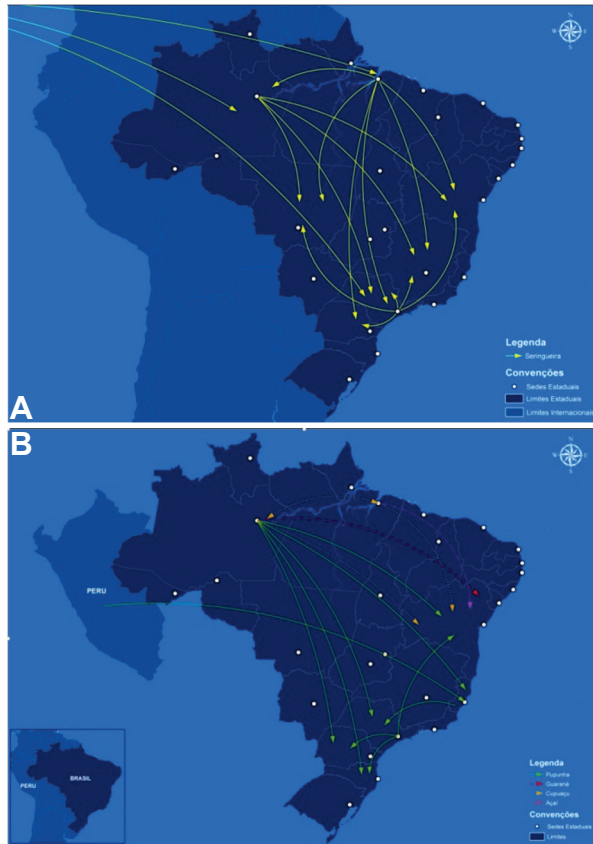 N
W
E
S
Legenda
Seringueira
Convenções
Sedes Estaduais
Limites Estaduais
Limites Internacionais
A
B
N
W
E
S
PERU
BRASIL
PERU
Legenda
Pupunha
Guaraná
Cupuaçu
Açaí
Convenções
Sedes Estaduais
Limites